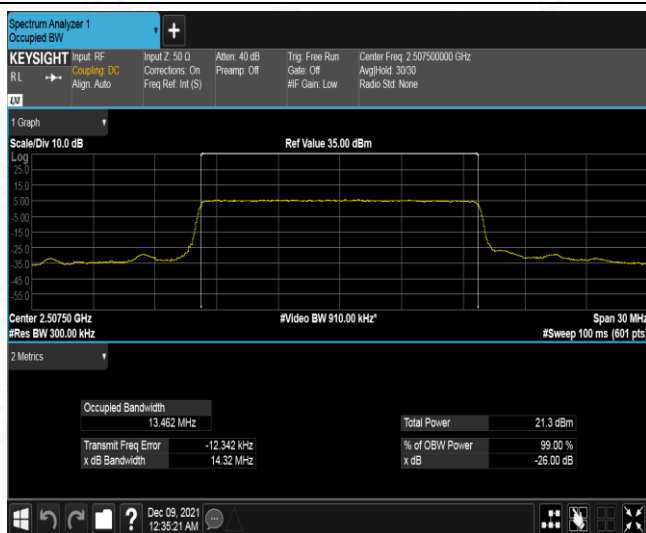 Spectrum Analyzer 1
Occupied BW
+
KEYSIGHT
RL
LXI
Input: RF
Coupling: DC
Align: Auto
Input Z: 50 Ω
Corrections: On
Freq Ref: Int (S)
Atten: 40 dB
Preamp: Off
Trig: Free Run
Gate: Off
#IF Gain: Low
Center Freq: 2.507500000 GHz
Avg|Hold: 30/30
Radio Std: None
1 Graph
Scale/Div 10.0 dB
Ref Value 35.00 dBm
Log
25.0
15.0
5.00
-5.00
-15.0
-25.0
-35.0
-45.0
-55.0
Center 2.50750 GHz
#Video BW 910.00 kHz*
Span 30 MHz
#Res BW 300.00 kHz
#Sweep 100 ms (601 pts)
2 Metrics
Occupied Bandwidth
13.462 MHz
Transmit Freq Error -12.342 kHz
x dB Bandwidth 14.32 MHz
Total Power 21.3 dBm
% of OBW Power 99.00 %
x dB -26.00 dB
?
Dec 09, 2021
12:35:21 AM